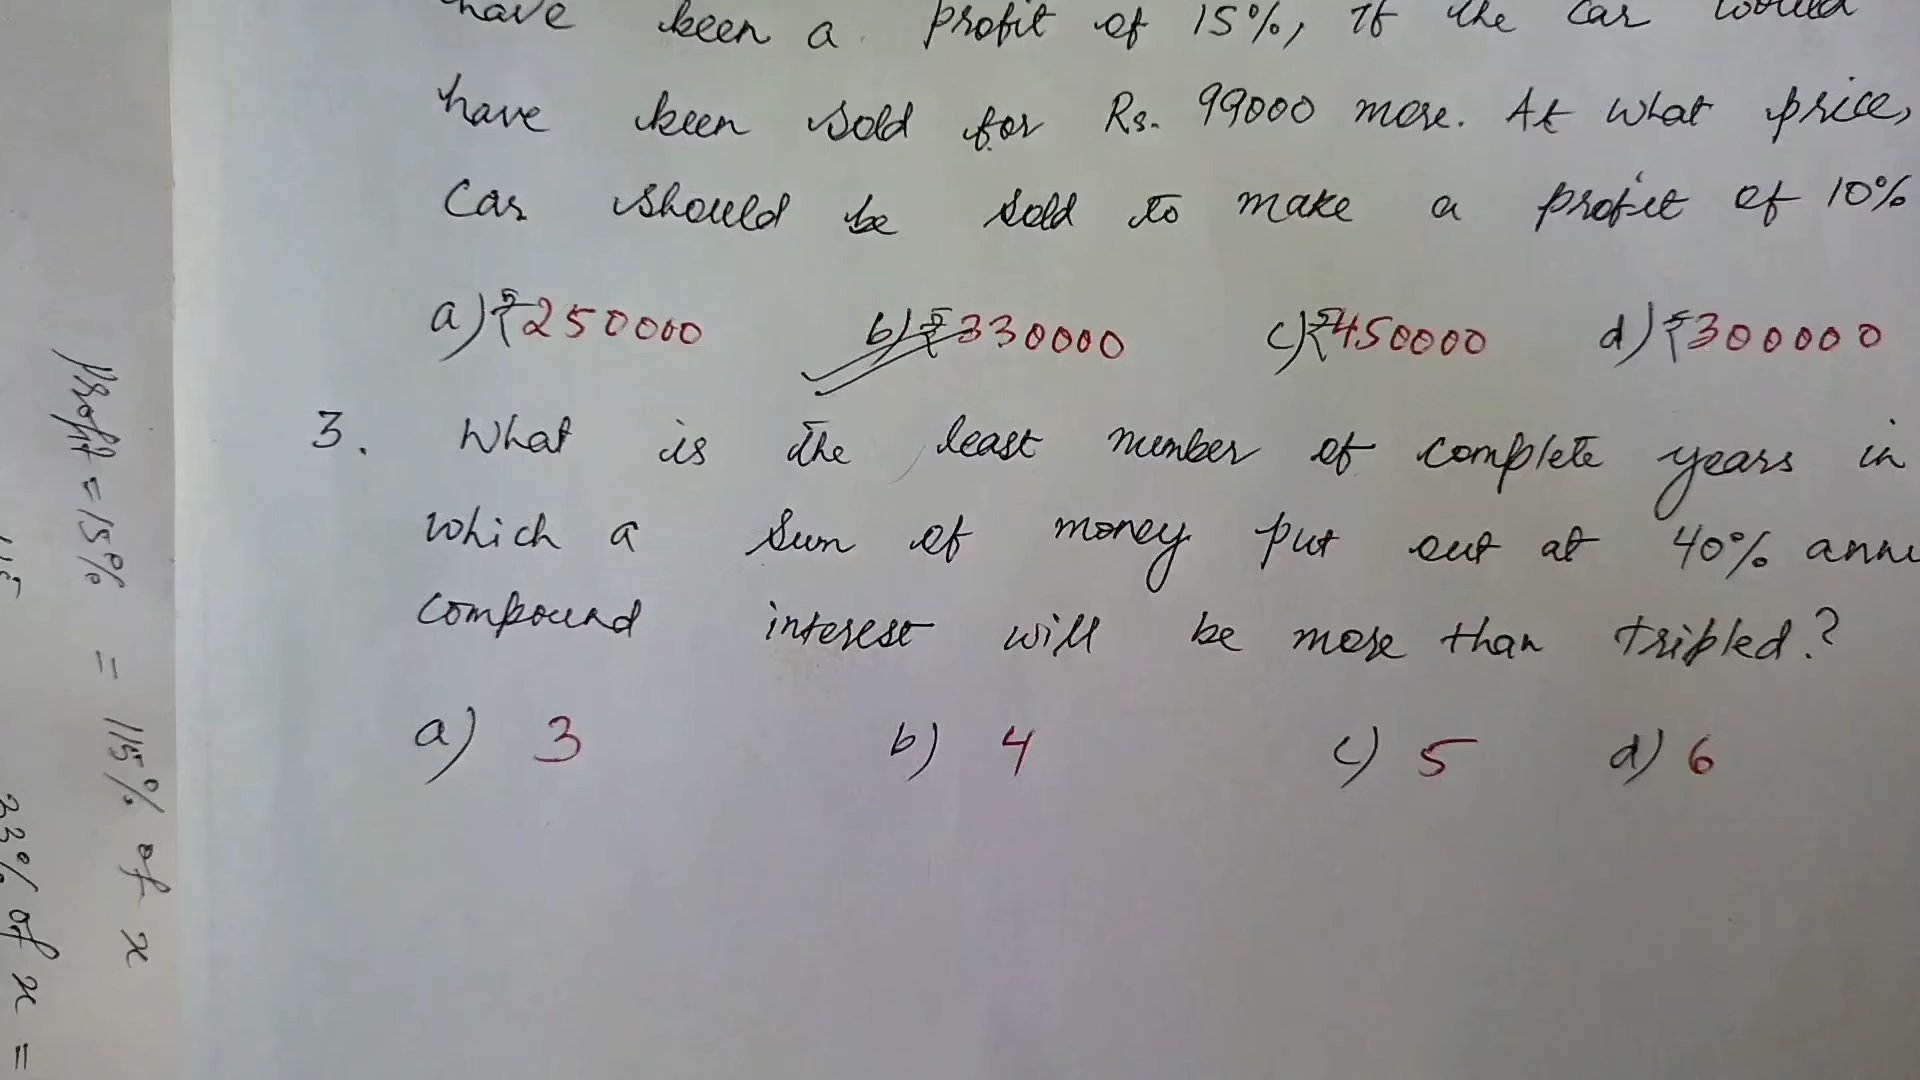 have been a profit of 15%, If the car would
have been sold for Rs. 99000 more. At what price,
Car should be sold to make a profit of 10%
a) ₹250000 b) ₹330000 c) ₹450000 d) ₹300000
3. What is the least number of complete years in
which a sum of money put out at 40% annu
compound interest will be more than tripled?
a) 3 b) 4 c) 5 d) 6
Profit = 15%
= 115% of x
33% of x =